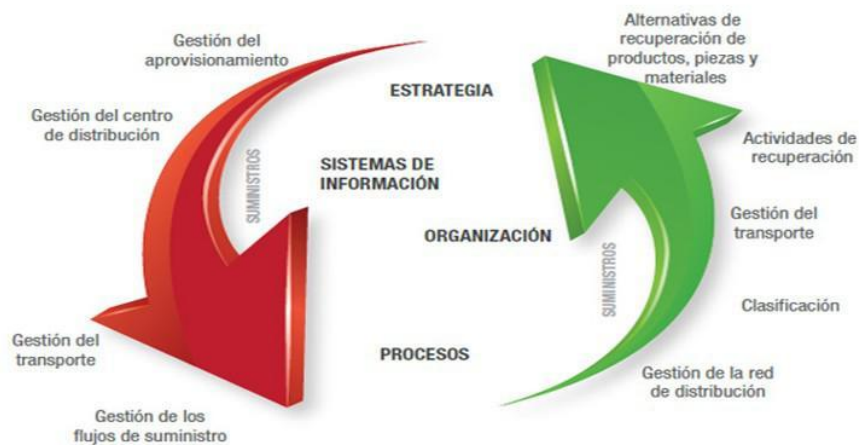 Gestión del
aprovisionamiento
Gestión del centro
de distribución
SUMINISTROS
Gestión del
transporte
Gestión de los
flujos de suministro
ESTRATEGIA
SISTEMAS DE
INFORMACIÓN
ORGANIZACIÓN
PROCESOS
Alternativas de
recuperación de
productos, piezas y
materiales
Actividades de
recuperación
Gestión del
transporte
SUMINISTROS
Clasificación
Gestión de la red
de distribución